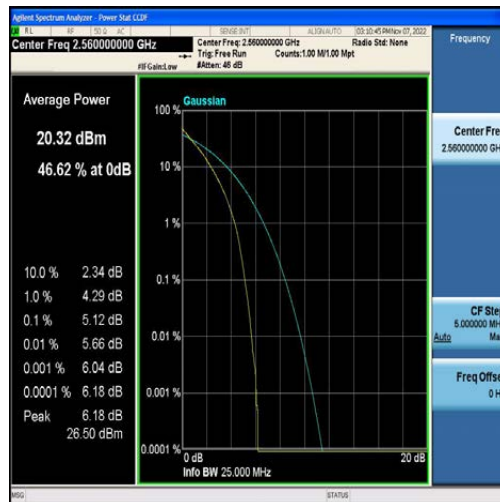 Agilent Spectrum Analyzer - Power Stat CCDF
RL RF 50 Ω AC SENSE:INT ALIGNAUTO 03:10:45 PM Nov 07, 2022
Center Freq 2.560000000 GHz
Center Freq: 2.560000000 GHz Radio Std: None
Trig: Free Run Counts:1.00 M/1.00 Mpt
#IFGain:Low #Atten: 46 dB
Frequency
Average Power
20.32 dBm
46.62 % at 0dB
10.0 % 2.34 dB
1.0 % 4.29 dB
0.1 % 5.12 dB
0.01 % 5.66 dB
0.001 % 6.04 dB
0.0001 % 6.18 dB
Peak 6.18 dB
26.50 dBm
Gaussian
100 %
10 %
1 %
0.1 %
0.01 %
0.001 %
0.0001 %
0 dB 20 dB
Info BW 25.000 MHz
Center Fre
2.560000000 GH
CF Ste
5.000000 MH
Auto Ma
Freq Offse
0 H
MSG STATUS